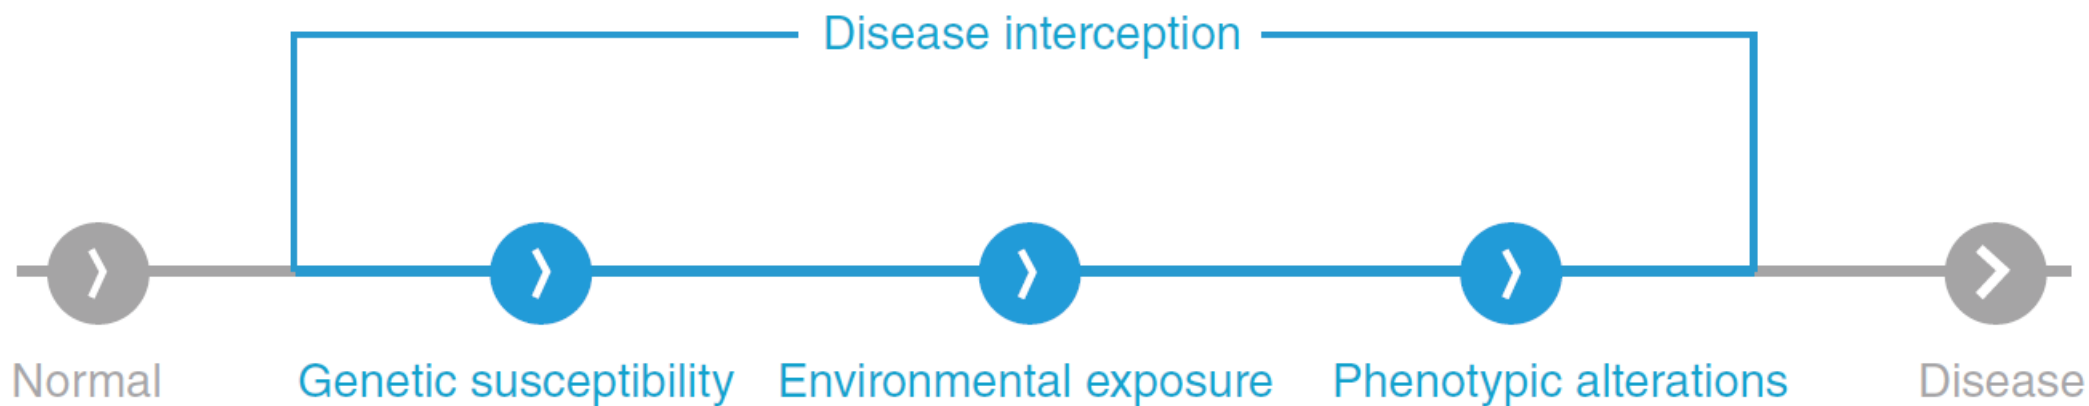 Disease interception
Normal
Genetic susceptibility
Environmental exposure
Phenotypic alterations
Disease